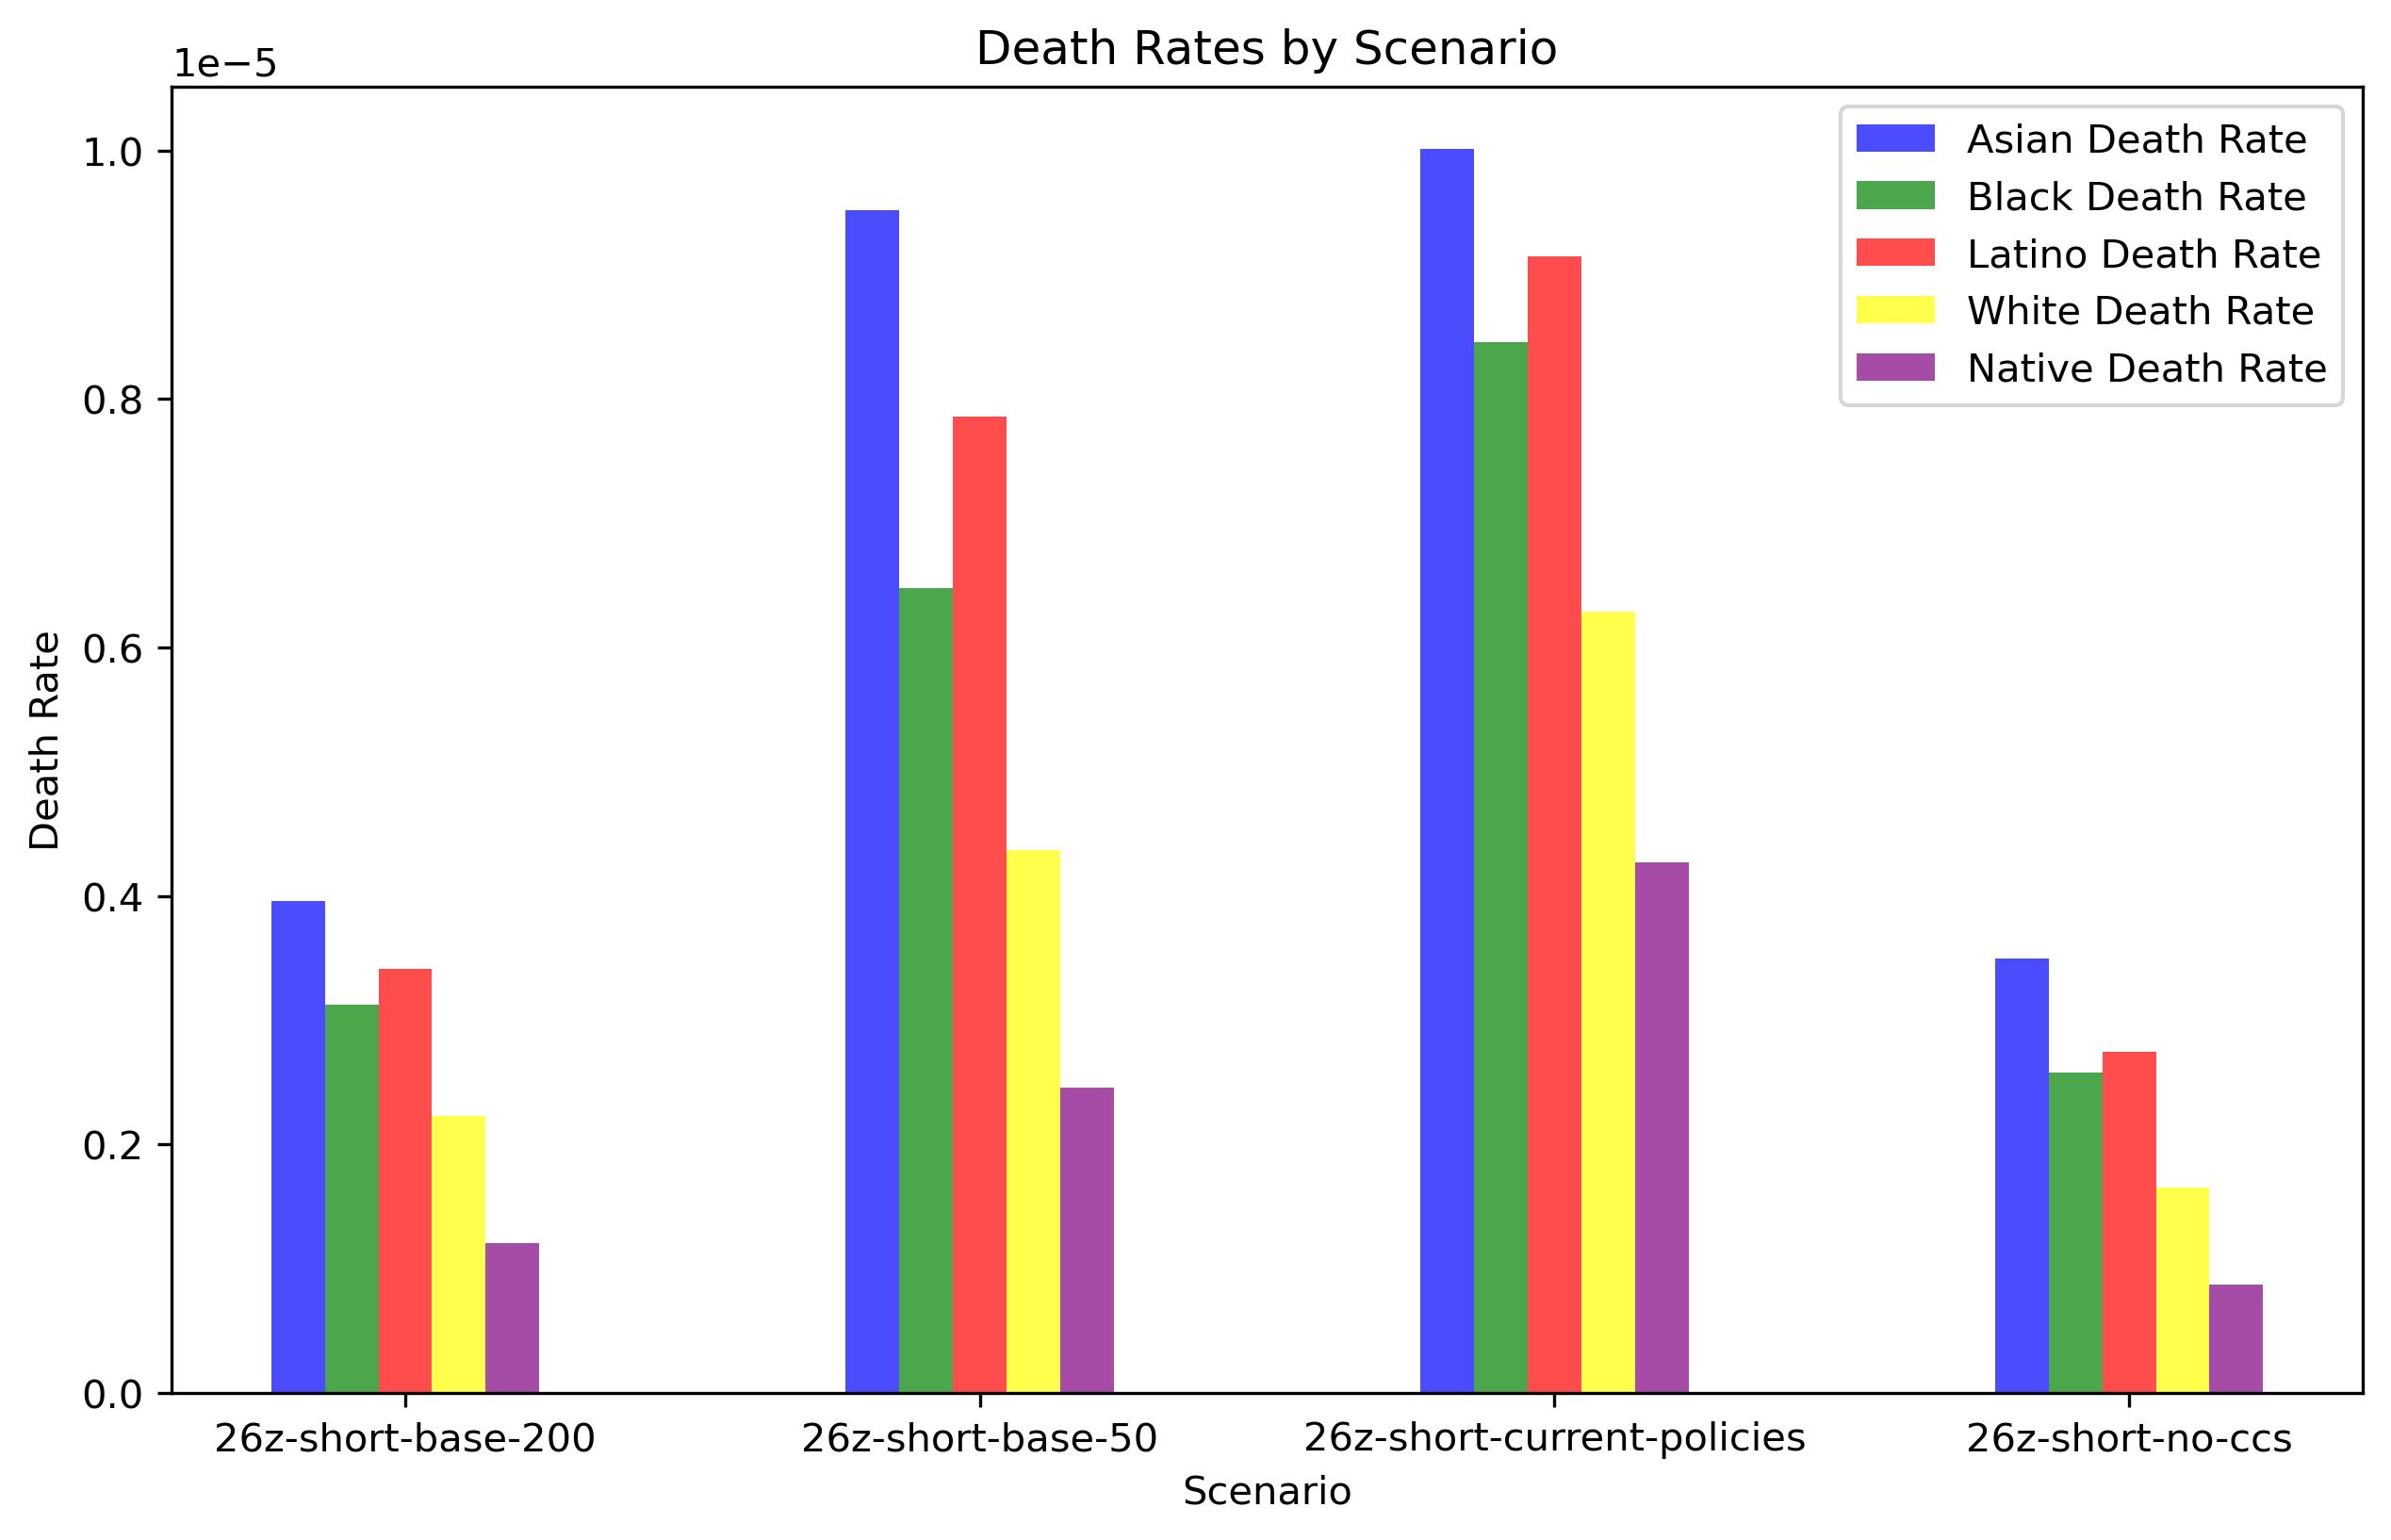 Death Rates by Scenario
1e−5
1.0
0.8
0.6
0.4
0.2
0.0
Death Rate
Asian Death Rate
Black Death Rate
Latino Death Rate
White Death Rate
Native Death Rate
26z-short-base-200
26z-short-base-50
26z-short-current-policies
26z-short-no-ccs
Scenario